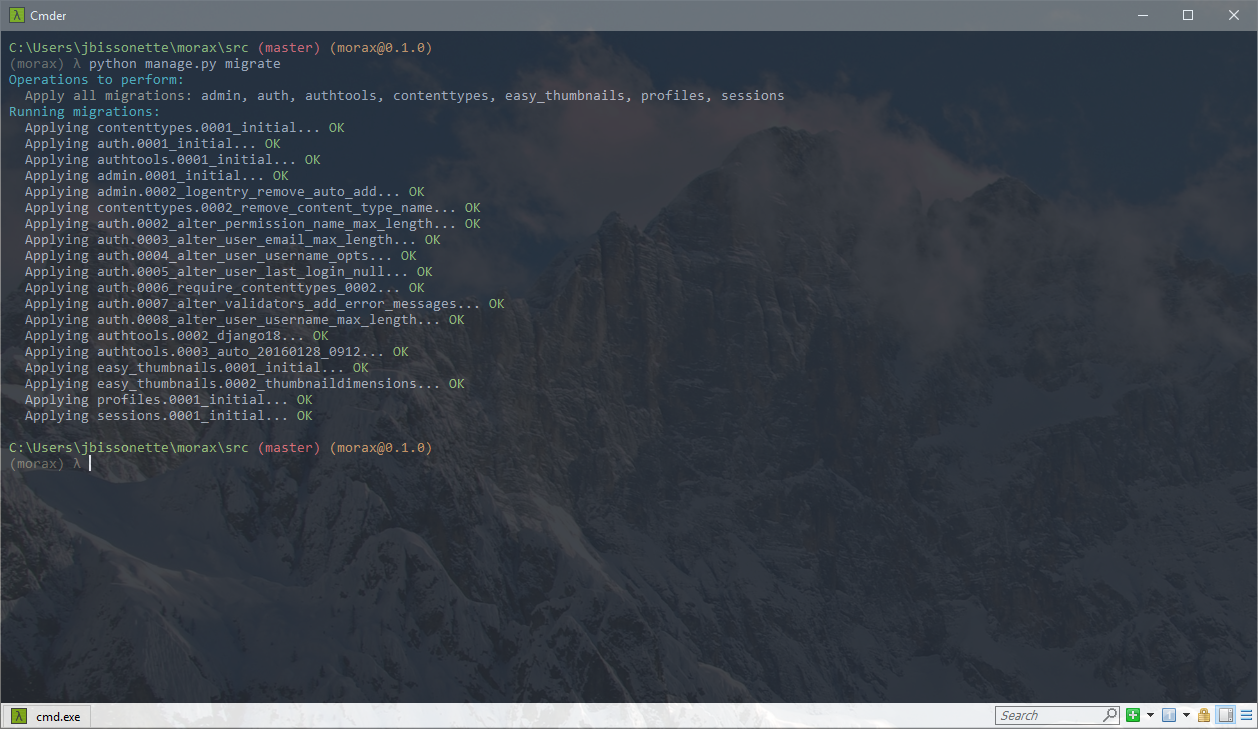 Cmder
C:\Users\jbissonette\morax\src (master) (morax@0.1.0)
(morax) λ python manage.py migrate
Operations to perform:
  Apply all migrations: admin, auth, authtools, contenttypes, easy_thumbnails, profiles, sessions
Running migrations:
  Applying contenttypes.0001_initial... OK
  Applying auth.0001_initial... OK
  Applying authtools.0001_initial... OK
  Applying admin.0001_initial... OK
  Applying admin.0002_logentry_remove_auto_add... OK
  Applying contenttypes.0002_remove_content_type_name... OK
  Applying auth.0002_alter_permission_name_max_length... OK
  Applying auth.0003_alter_user_email_max_length... OK
  Applying auth.0004_alter_user_username_opts... OK
  Applying auth.0005_alter_user_last_login_null... OK
  Applying auth.0006_require_contenttypes_0002... OK
  Applying auth.0007_alter_validators_add_error_messages... OK
  Applying auth.0008_alter_user_username_max_length... OK
  Applying authtools.0002_django18... OK
  Applying authtools.0003_auto_20160128_0912... OK
  Applying easy_thumbnails.0001_initial... OK
  Applying easy_thumbnails.0002_thumbnaildimensions... OK
  Applying profiles.0001_initial... OK
  Applying sessions.0001_initial... OK
C:\Users\jbissonette\morax\src (master) (morax@0.1.0)
(morax) λ
λ cmd.exe
Search